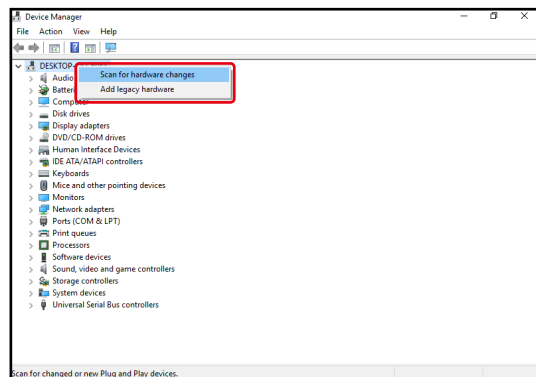 Device Manager
File Action View Help
DESKTOP-
Scan for hardware changes
Audio
Add legacy hardware
Batteri
Computer
Disk drives
Display adapters
DVD/CD-ROM drives
Human Interface Devices
IDE ATA/ATAPI controllers
Keyboards
Mice and other pointing devices
Monitors
Network adapters
Ports (COM & LPT)
Print queues
Processors
Software devices
Sound, video and game controllers
Storage controllers
System devices
Universal Serial Bus controllers
Scan for changed or new Plug and Play devices.